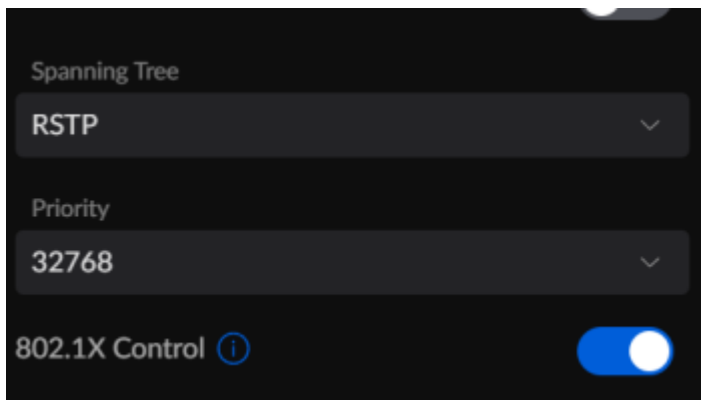 Spanning Tree
RSTP
Priority
32768
802.1X Control